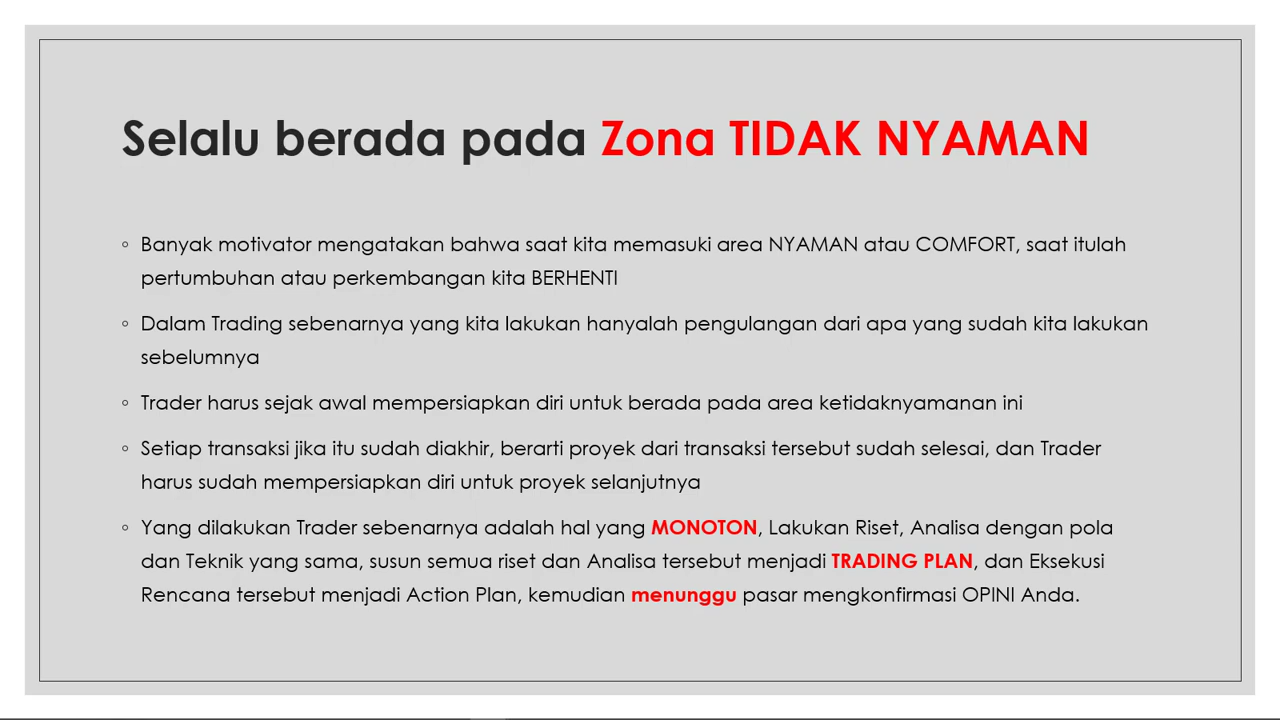 Selalu berada pada Zona TIDAK NYAMAN
◦ Banyak motivator mengatakan bahwa saat kita memasuki area NYAMAN atau COMFORT, saat itulah
pertumbuhan atau perkembangan kita BERHENTI
◦ Dalam Trading sebenarnya yang kita lakukan hanyalah pengulangan dari apa yang sudah kita lakukan
sebelumnya
◦ Trader harus sejak awal mempersiapkan diri untuk berada pada area ketidaknyamanan ini
◦ Setiap transaksi jika itu sudah diakhir, berarti proyek dari transaksi tersebut sudah selesai, dan Trader
harus sudah mempersiapkan diri untuk proyek selanjutnya
◦ Yang dilakukan Trader sebenarnya adalah hal yang MONOTON, Lakukan Riset, Analisa dengan pola
dan Teknik yang sama, susun semua riset dan Analisa tersebut menjadi TRADING PLAN, dan Eksekusi
Rencana tersebut menjadi Action Plan, kemudian menunggu pasar mengkonfirmasi OPINI Anda.